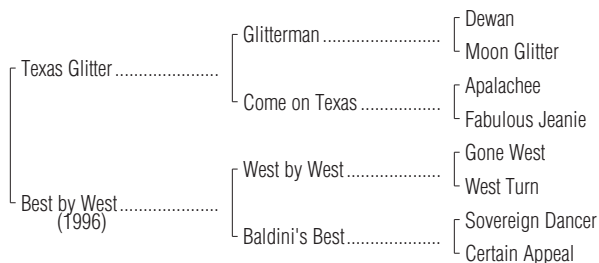 Dewan
Glitterman ........................
Moon Glitter
Texas Glitter .....................
Apalachee
Come on Texas ................
Fabulous Jeanie
Gone West
West by West ...................
West Turn
Best by West ....................
(1996)
Sovereign Dancer
Baldini's Best ...................
Certain Appeal